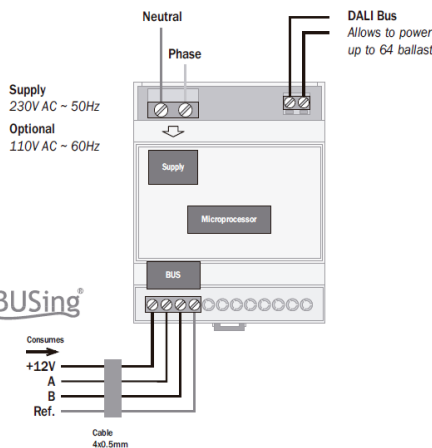 Neutral
Phase
DALI Bus
Allows to power
up to 64 ballast
Supply
230V AC ~ 50Hz
Optional
110V AC ~ 60Hz
Supply
Microprocessor
BUS
BUSing®
Consumes
+12V
A
B
Ref.
Cable
4x0.5mm